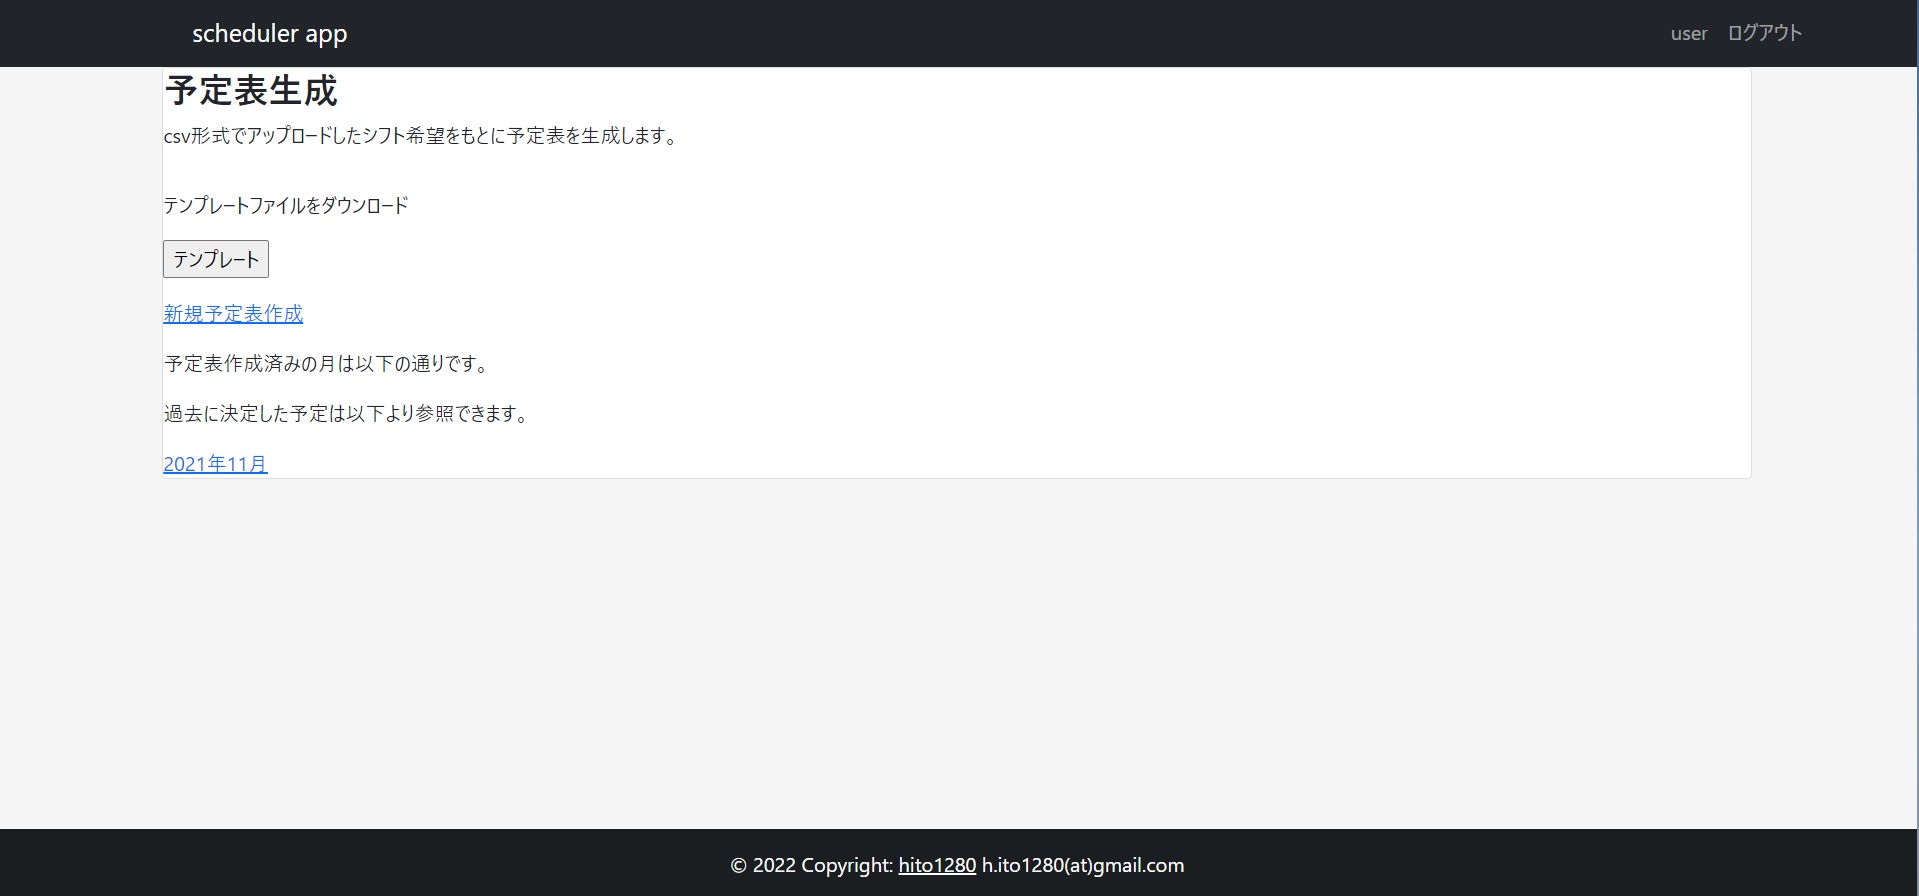 scheduler app
user ログアウト
予定表生成
csv形式でアップロードしたシフト希望をもとに予定表を生成します。
テンプレートファイルをダウンロード
テンプレート
新規予定表作成
予定表作成済みの月は以下の通りです。
過去に決定した予定は以下より参照できます。
2021年11月
© 2022 Copyright: hito1280 h.ito1280(at)gmail.com